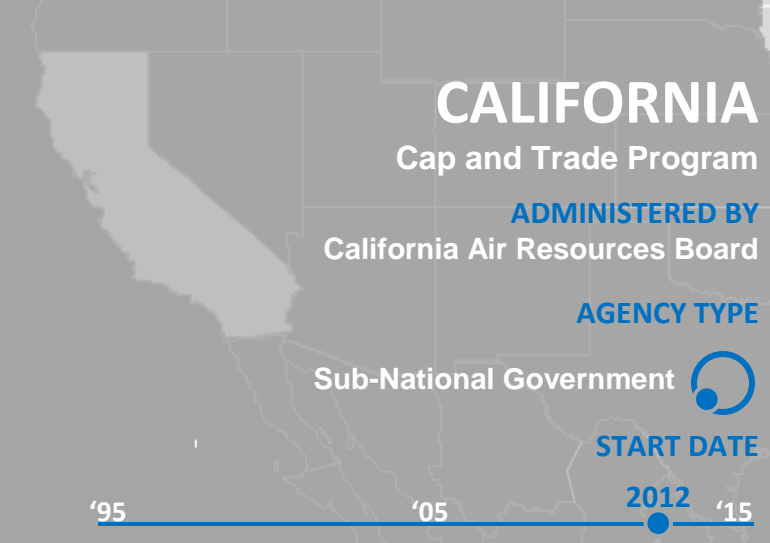 CALIFORNIA
Cap and Trade Program
ADMINISTERED BY
California Air Resources Board
AGENCY TYPE
Sub-National Government
START DATE
2012
‘95 ‘05 ‘15